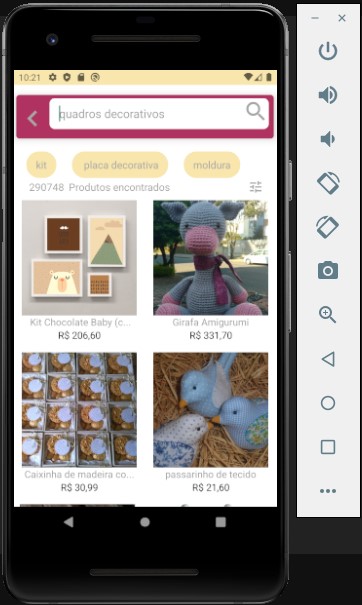 10:21
quadros decorativos
kit
placa decorativa
moldura
290748 Produtos encontrados
Kit Chocolate Baby (c...
R$ 206,60
Girafa Amigurumi
R$ 331,70
Caixinha de madeira co...
R$ 30,99
passarinho de tecido
R$ 21,60